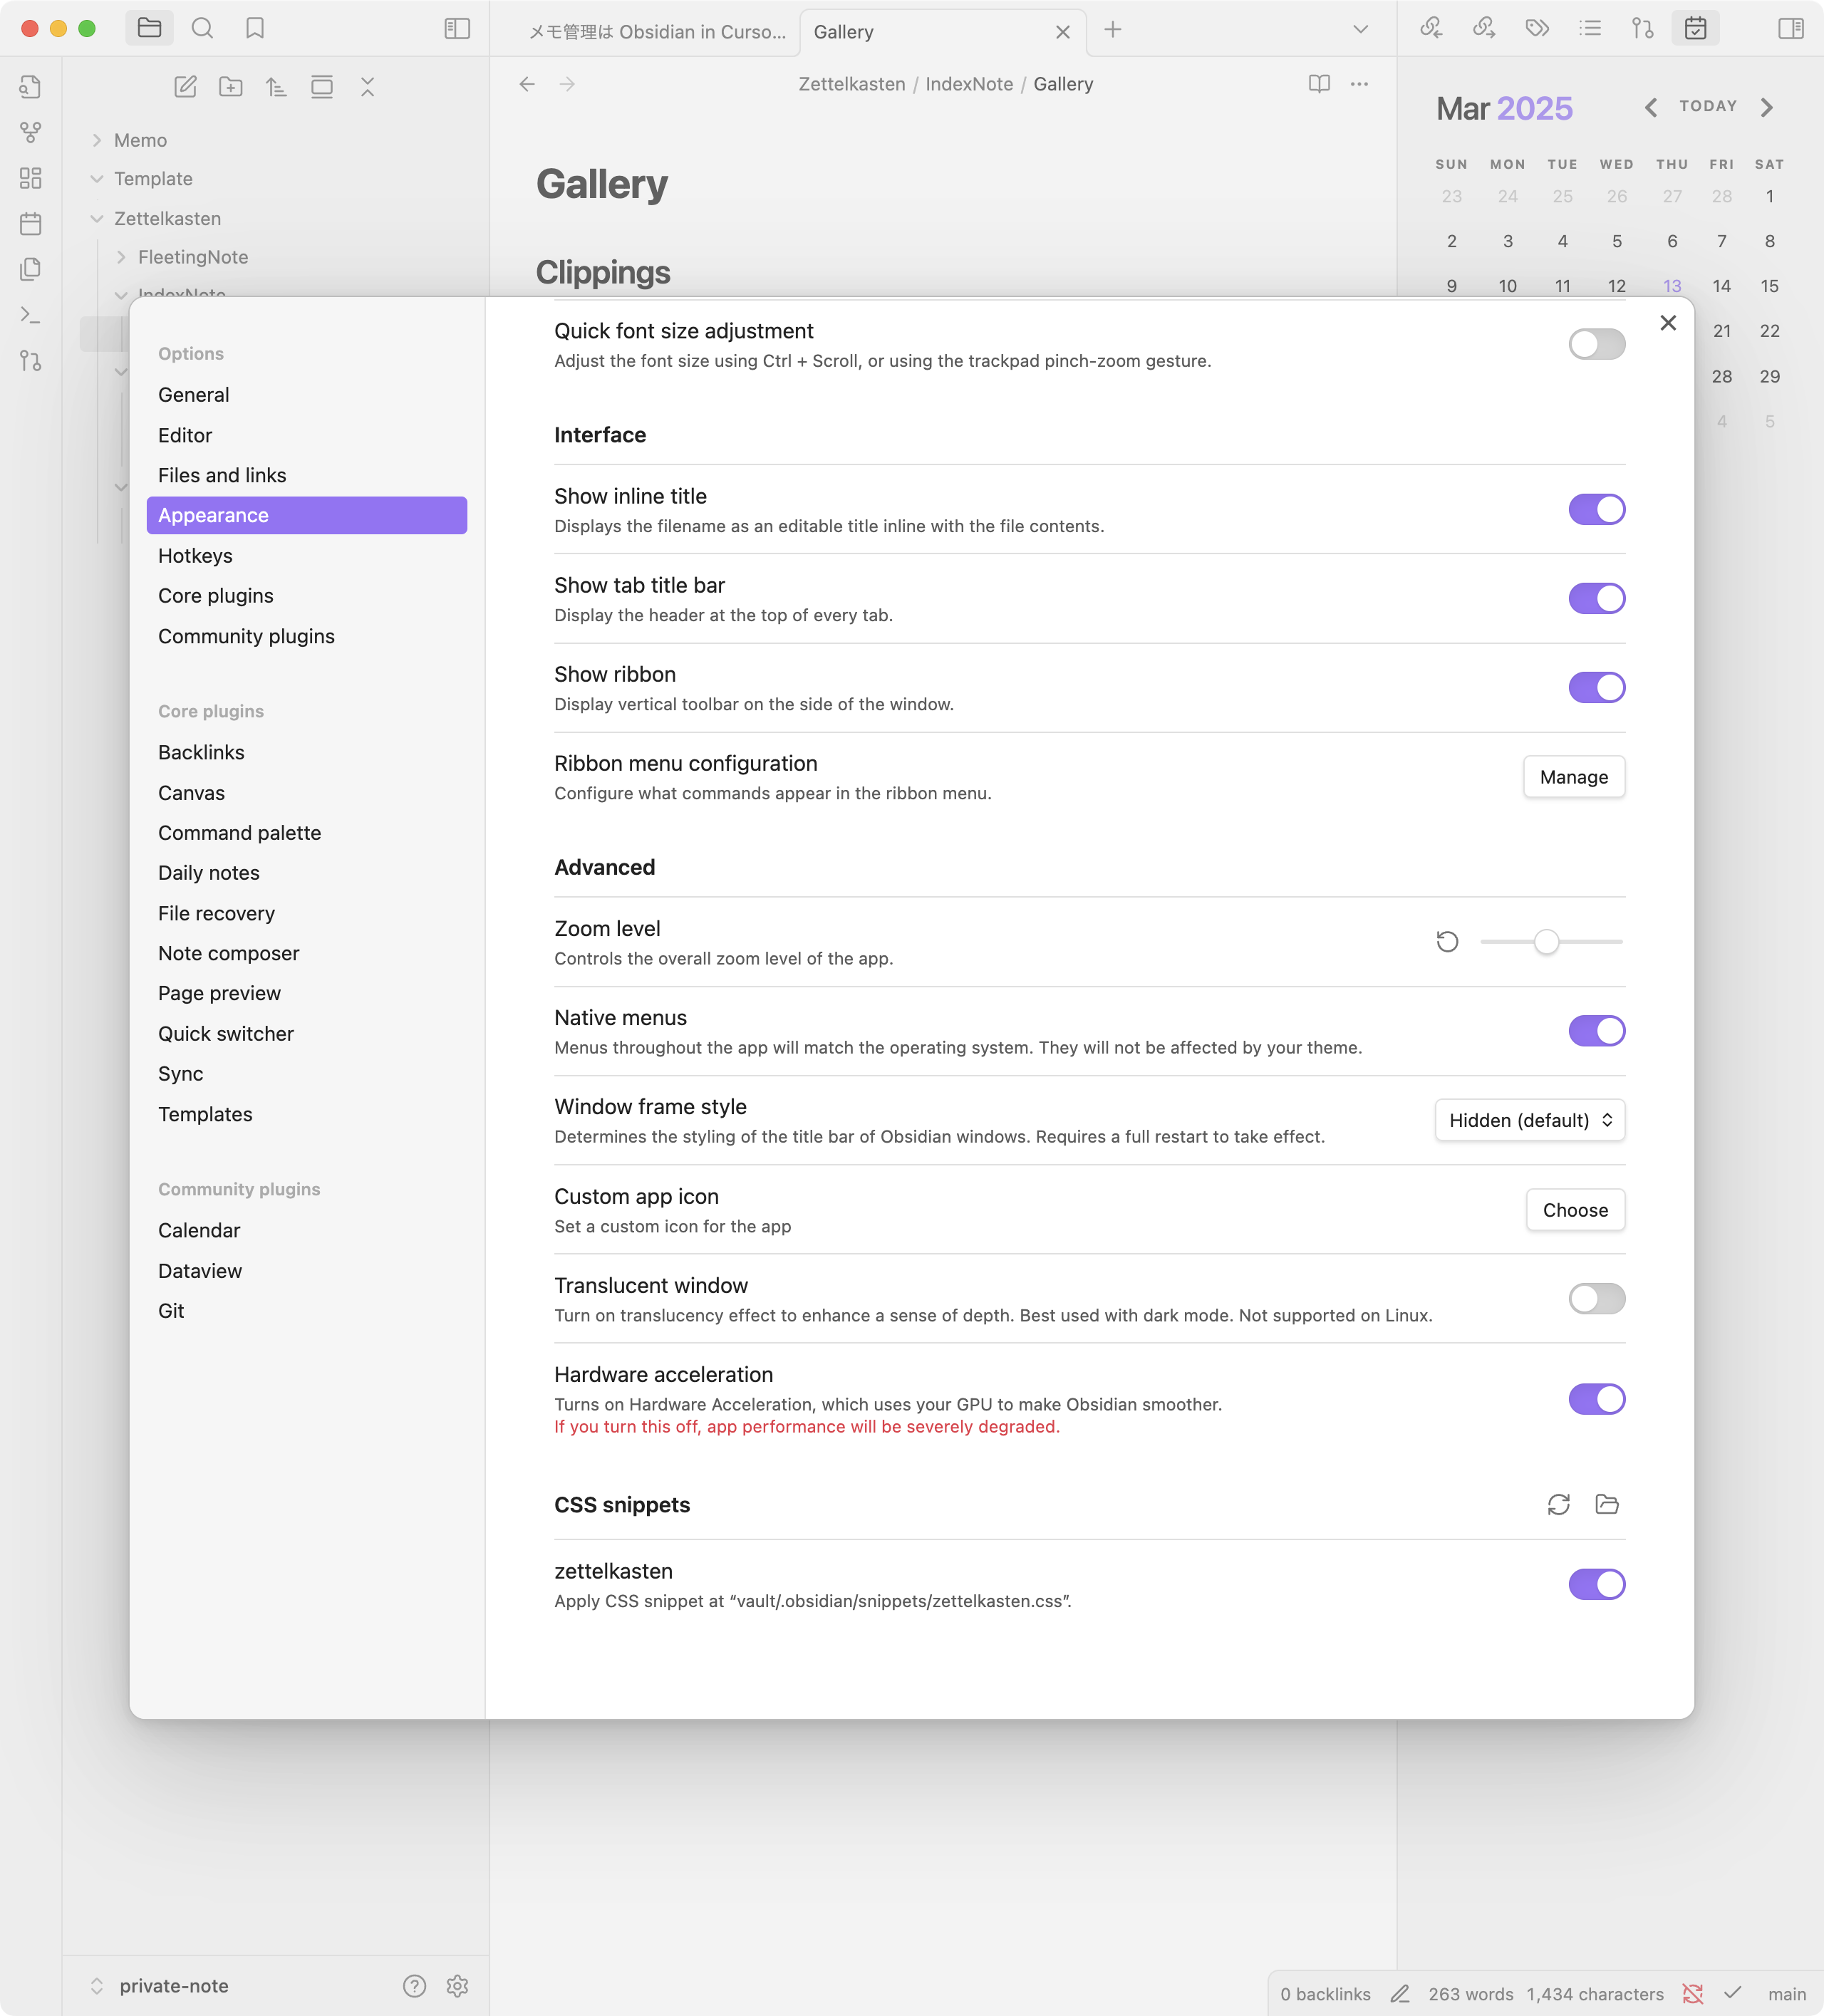 メモ管理は Obsidian in Curso...
Gallery
Zettelkasten / IndexNote / Gallery
Memo
Template
Zettelkasten
FleetingNote
IndexNote
Gallery
Clippings
Mar 2025
TODAY
SUN MON TUE WED THU FRI SAT
23 24 25 26 27 28 1
2 3 4 5 6 7 8
9 10 11 12 13 14 15
21 22
28 29
4 5
Options
General
Editor
Files and links
Appearance
Hotkeys
Core plugins
Community plugins
Core plugins
Backlinks
Canvas
Command palette
Daily notes
File recovery
Note composer
Page preview
Quick switcher
Sync
Templates
Community plugins
Calendar
Dataview
Git
Quick font size adjustment
Adjust the font size using Ctrl + Scroll, or using the trackpad pinch-zoom gesture.
Interface
Show inline title
Displays the filename as an editable title inline with the file contents.
Show tab title bar
Display the header at the top of every tab.
Show ribbon
Display vertical toolbar on the side of the window.
Ribbon menu configuration
Configure what commands appear in the ribbon menu.
Manage
Advanced
Zoom level
Controls the overall zoom level of the app.
Native menus
Menus throughout the app will match the operating system. They will not be affected by your theme.
Window frame style
Determines the styling of the title bar of Obsidian windows. Requires a full restart to take effect.
Hidden (default)
Custom app icon
Set a custom icon for the app
Choose
Translucent window
Turn on translucency effect to enhance a sense of depth. Best used with dark mode. Not supported on Linux.
Hardware acceleration
Turns on Hardware Acceleration, which uses your GPU to make Obsidian smoother.
If you turn this off, app performance will be severely degraded.
CSS snippets
zettelkasten
Apply CSS snippet at “vault/.obsidian/snippets/zettelkasten.css”.
private-note
0 backlinks 263 words 1,434 characters main